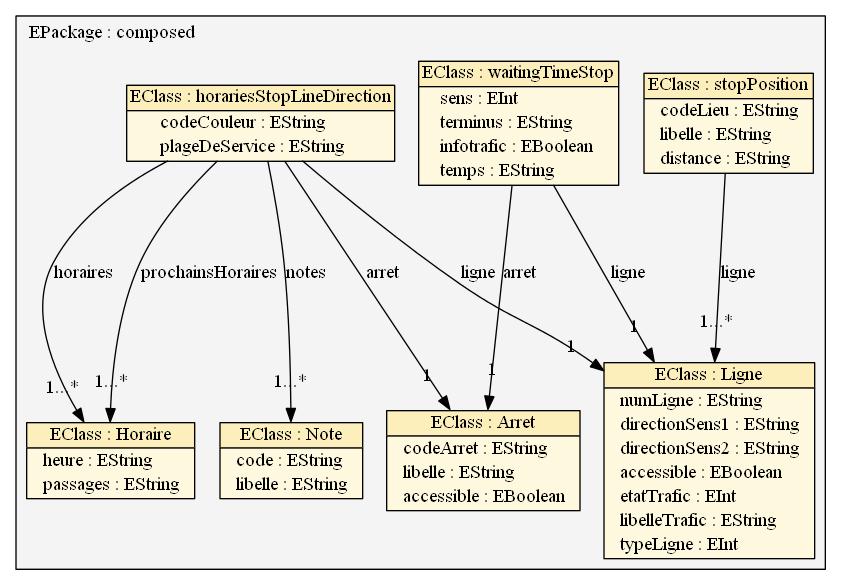 EPackage : composed
EClass : horariesStopLineDirection
codeCouleur : EString
plageDeService : EString
EClass : waitingTimeStop
sens : EInt
terminus : EString
infotrafic : EBoolean
temps : EString
EClass : stopPosition
codeLieu : EString
libelle : EString
distance : EString
horaires
prochainsHoraires
notes
arret
ligne
arret
ligne
ligne
1...*
1...*
1...*
1
1
1
1
1...*
EClass : Horaire
heure : EString
passages : EString
EClass : Note
code : EString
libelle : EString
EClass : Arret
codeArret : EString
libelle : EString
accessible : EBoolean
EClass : Ligne
numLigne : EString
directionSens1 : EString
directionSens2 : EString
accessible : EBoolean
etatTrafic : EInt
libelleTrafic : EString
typeLigne : EInt